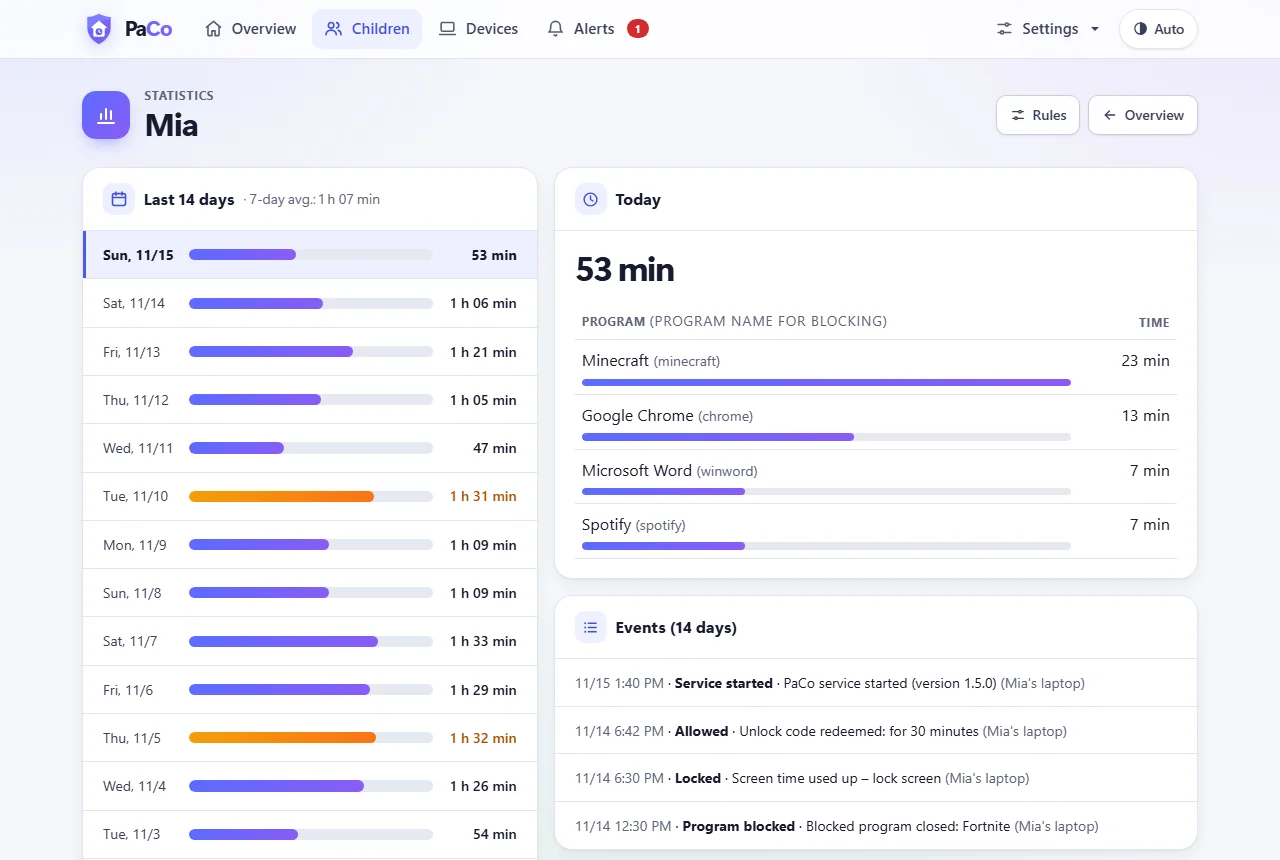 PaCo Overview Children Devices Alerts 1 Settings Auto
STATISTICS
Mia
Rules Overview
Last 14 days · 7-day avg.: 1 h 07 min
Sun, 11/15 53 min
Sat, 11/14 1 h 06 min
Fri, 11/13 1 h 21 min
Thu, 11/12 1 h 05 min
Wed, 11/11 47 min
Tue, 11/10 1 h 31 min
Mon, 11/9 1 h 09 min
Sun, 11/8 1 h 09 min
Sat, 11/7 1 h 33 min
Fri, 11/6 1 h 29 min
Thu, 11/5 1 h 32 min
Wed, 11/4 1 h 26 min
Tue, 11/3 54 min
Today
53 min
PROGRAM (PROGRAM NAME FOR BLOCKING) TIME
Minecraft (minecraft) 23 min
Google Chrome (chrome) 13 min
Microsoft Word (winword) 7 min
Spotify (spotify) 7 min
Events (14 days)
11/15 1:40 PM · Service started · PaCo service started (version 1.5.0) (Mia's laptop)
11/14 6:42 PM · Allowed · Unlock code redeemed: for 30 minutes (Mia's laptop)
11/14 6:30 PM · Locked · Screen time used up – lock screen (Mia's laptop)
11/14 12:30 PM · Program blocked · Blocked program closed: Fortnite (Mia's laptop)